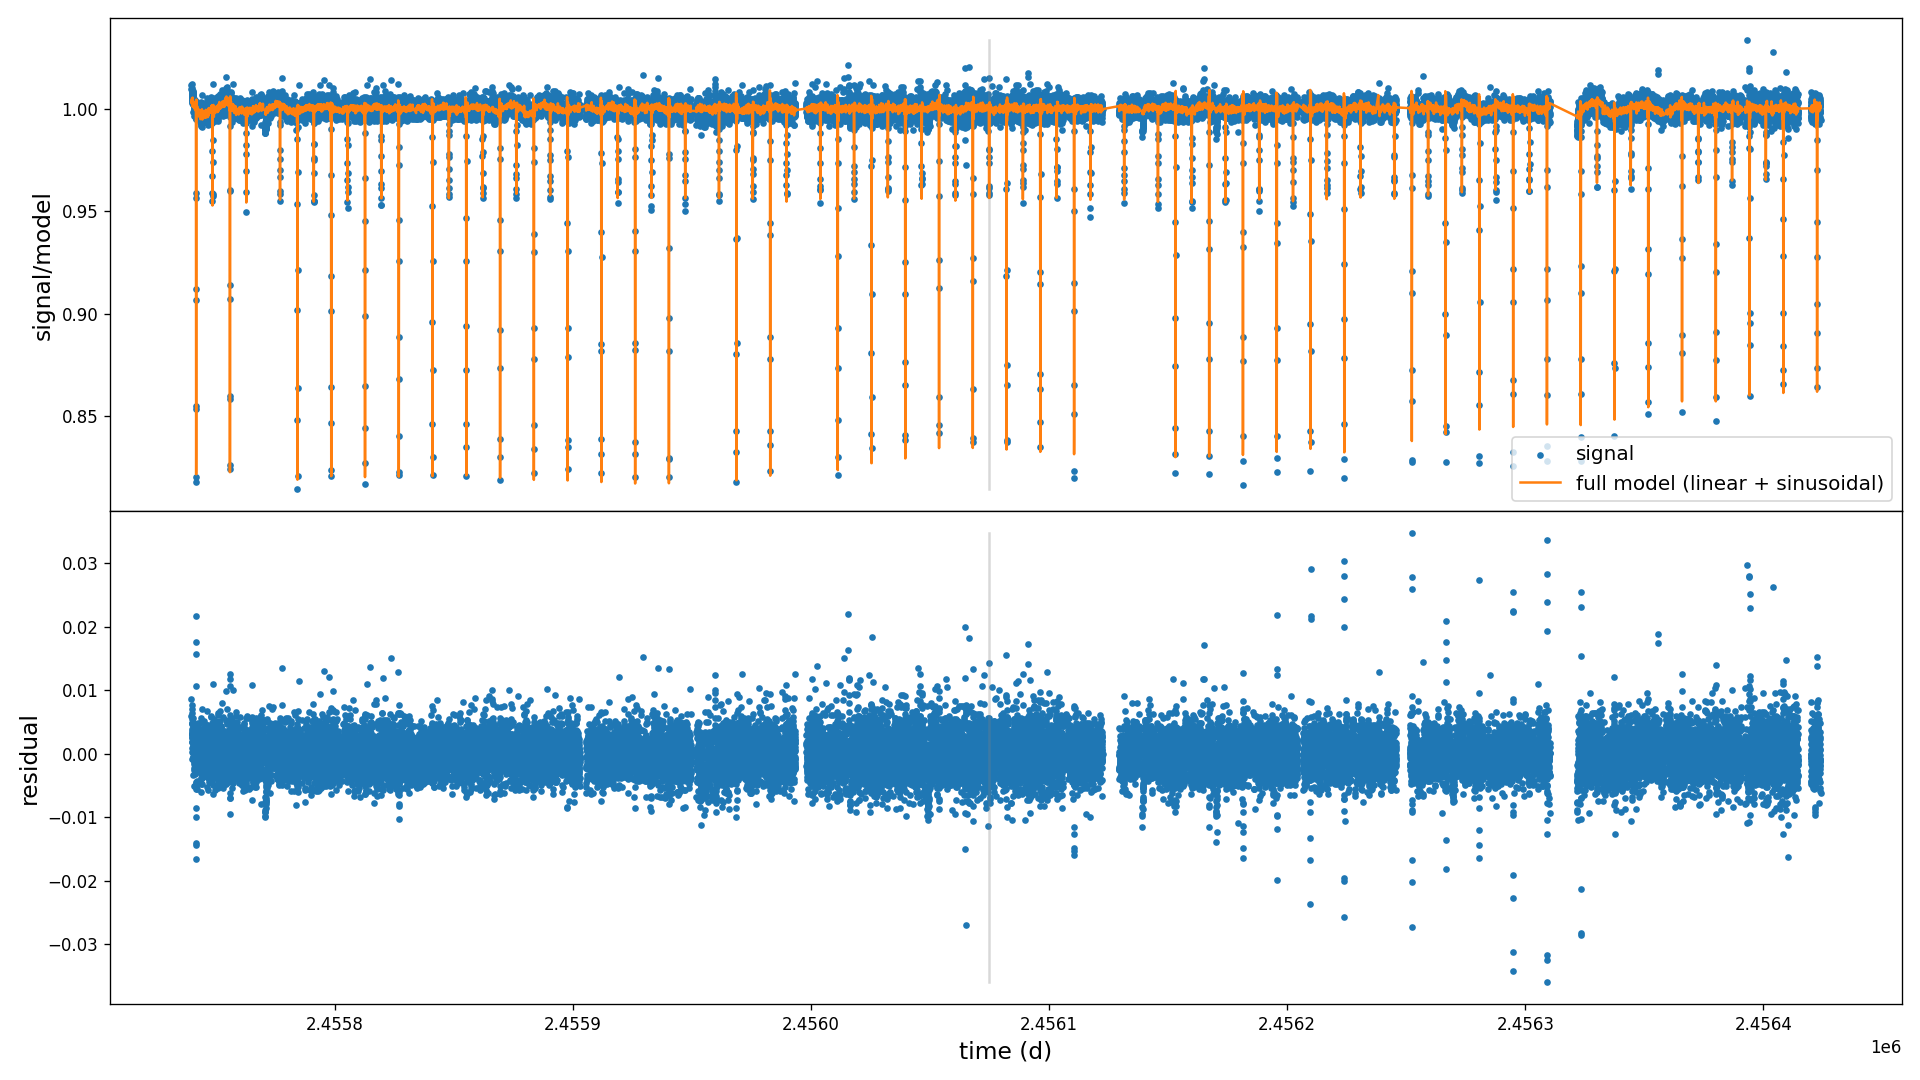 signal/model
1.00
0.95
0.90
0.85
signal
full model (linear + sinusoidal)
residual
0.03
0.02
0.01
0.00
−0.01
−0.02
−0.03
2.4558 2.4559 2.4560 2.4561 2.4562 2.4563 2.4564
1e6
time (d)